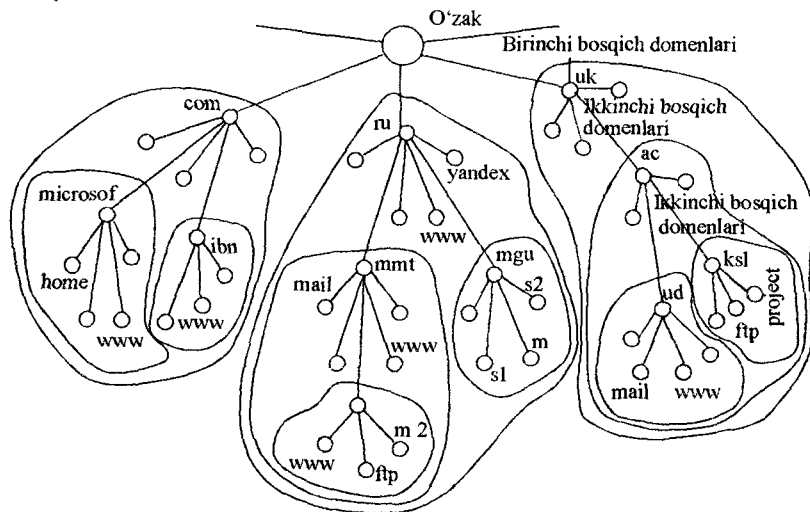 O‘zak
Birinchi bosqich domenlari
uk
com
Ikkinchi bosqich
domenlari
ru
ac
yandex
microsof
Ikkinchi bosqich
domenlari
www
ibn
mgu
ksl
home
mail
mmt
s2
project
ud
www
www
www
m
ftp
s1
mail
www
m 2
www
ftp